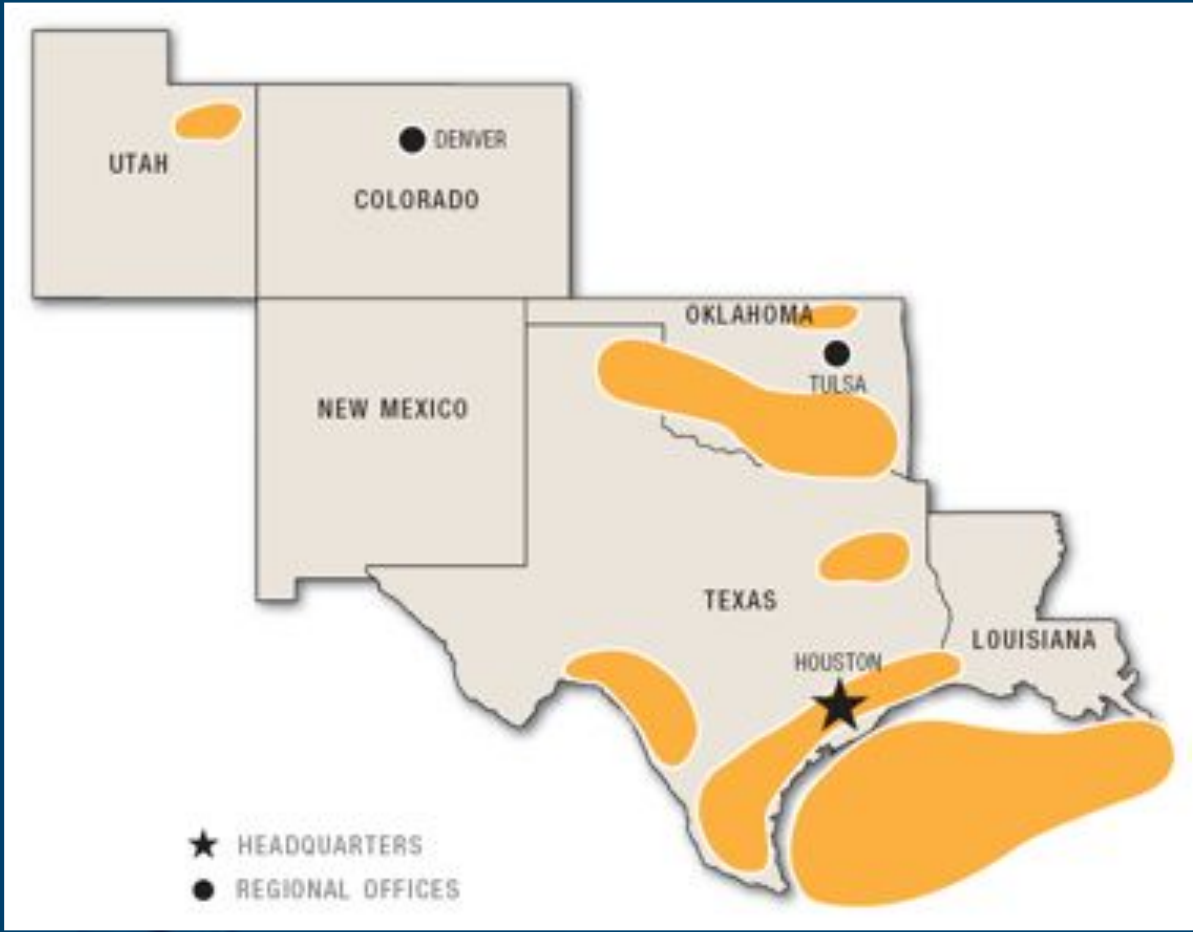 DENVER
UTAH
COLORADO
OKLAHOMA
TULSA
NEW MEXICO
TEXAS
LOUISIANA
HOUSTON
HEADQUARTERS
REGIONAL OFFICES